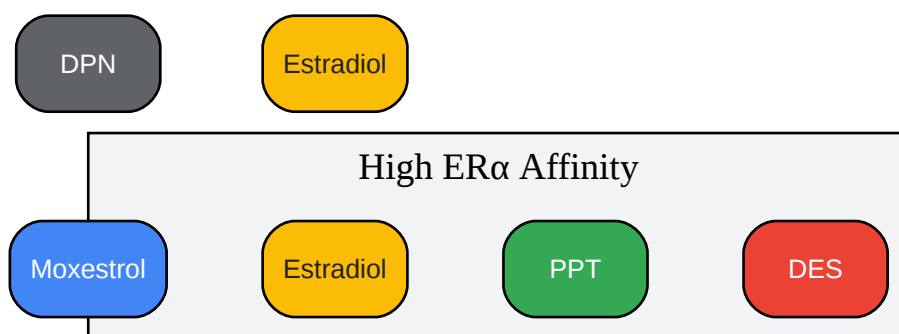 DPN
Estradiol
High ERα Affinity
Moxestrol
Estradiol
PPT
DES